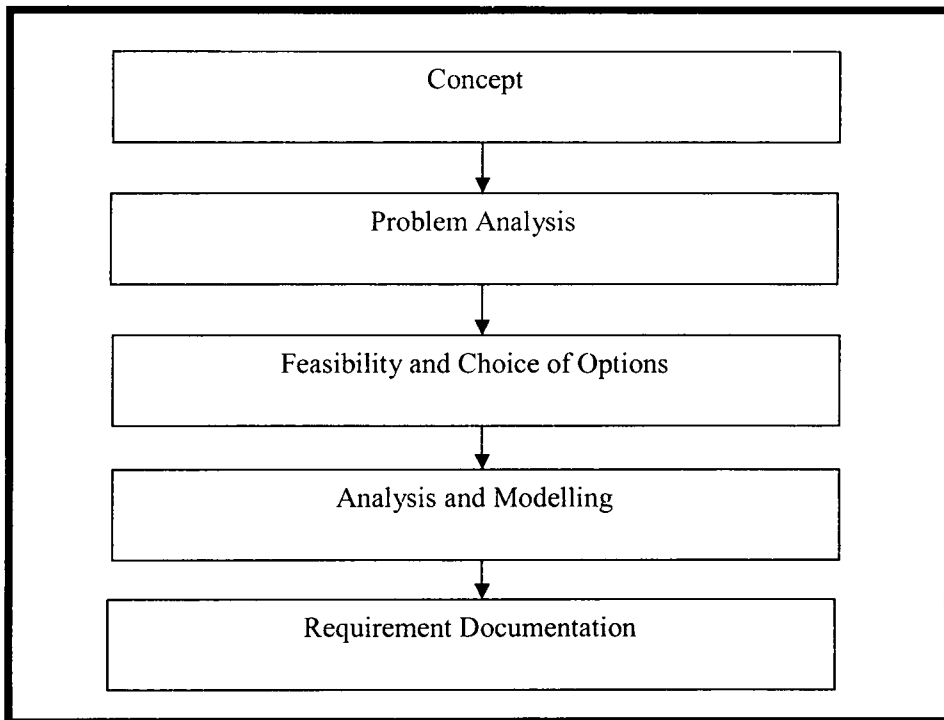 Concept
Problem Analysis
Feasibility and Choice of Options
Analysis and Modelling
Requirement Documentation